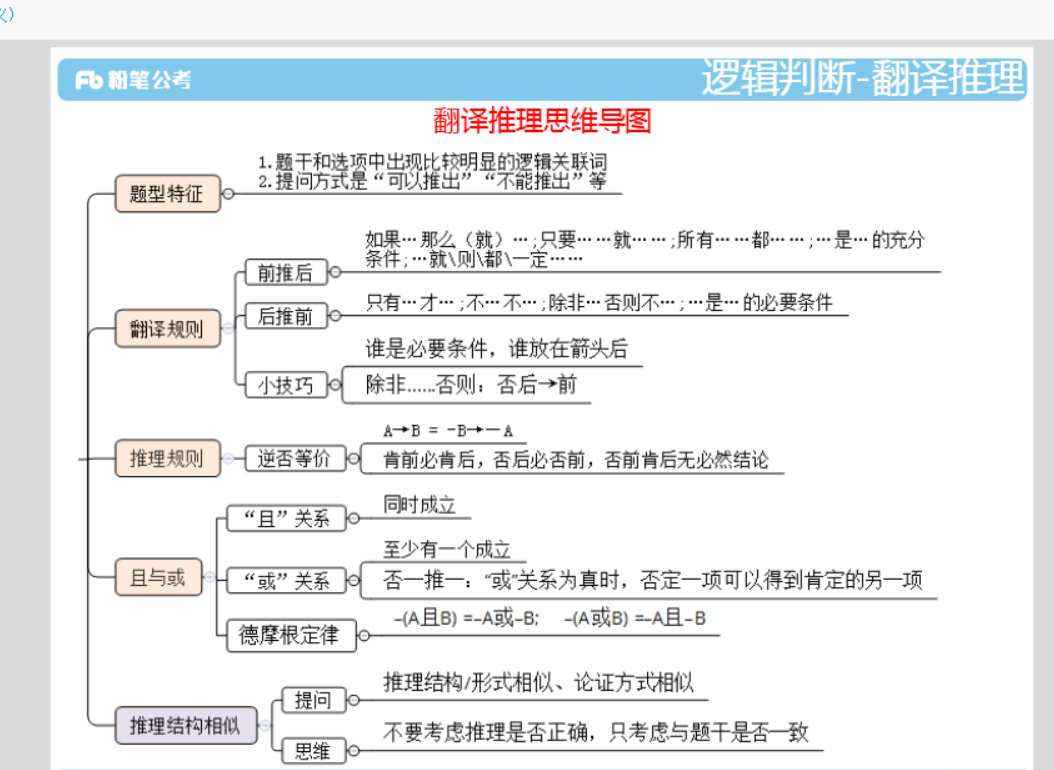 义）
粉笔公考
逻辑判断-翻译推理
翻译推理思维导图
题型特征
1.题干和选项中出现比较明显的逻辑关联词
2.提问方式是“可以推出”“不能推出”等
翻译规则
前推后
如果…那么（就）…;只要……就……;所有……都……;…是…的充分
条件;…就\则\都\一定……
后推前
只有…才…;不…不…;除非…否则不…;…是…的必要条件
小技巧
谁是必要条件，谁放在箭头后
除非……否则：否后→前
推理规则
逆否等价
A→B = -B→－A
肯前必肯后，否后必否前，否前肯后无必然结论
且与或
“且”关系
同时成立
“或”关系
至少有一个成立
否一推一：“或”关系为真时，否定一项可以得到肯定的另一项
德摩根定律
–(A且B) =–A或–B; –(A或B) =–A且–B
推理结构相似
提问
推理结构/形式相似、论证方式相似
思维
不要考虑推理是否正确，只考虑与题干是否一致